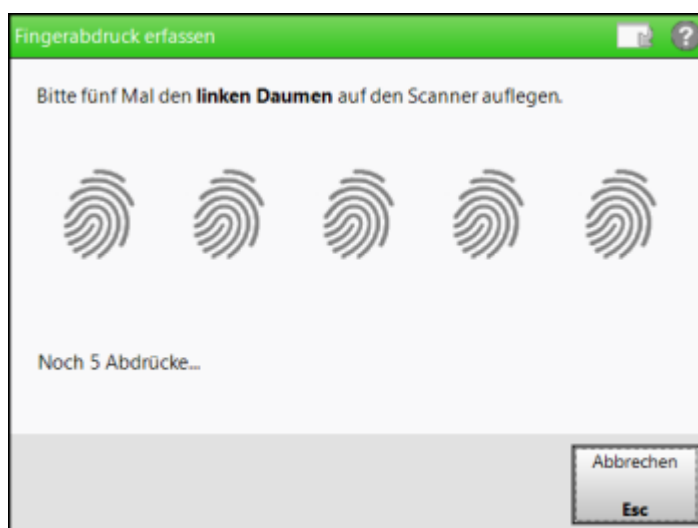 Fingerabdruck erfassen
?
Bitte fünf Mal den linken Daumen auf den Scanner auflegen.
Noch 5 Abdrücke...
Abbrechen
Esc